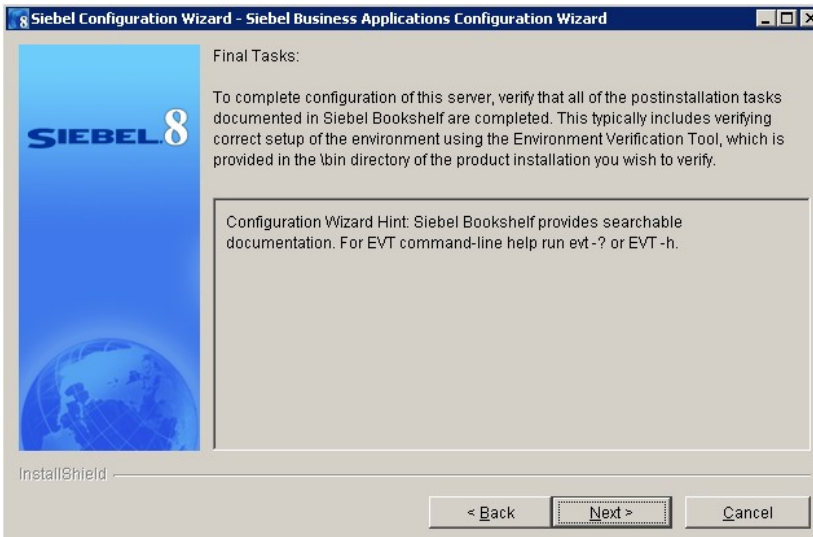 8 Siebel Configuration Wizard - Siebel Business Applications Configuration Wizard
Final Tasks:
To complete configuration of this server, verify that all of the postinstallation tasks
documented in Siebel Bookshelf are completed. This typically includes verifying
correct setup of the environment using the Environment Verification Tool, which is
provided in the \bin directory of the product installation you wish to verify.
SIEBEL.8
Configuration Wizard Hint: Siebel Bookshelf provides searchable
documentation. For EVT command-line help run evt -? or EVT -h.
InstallShield
< Back
Next >
Cancel